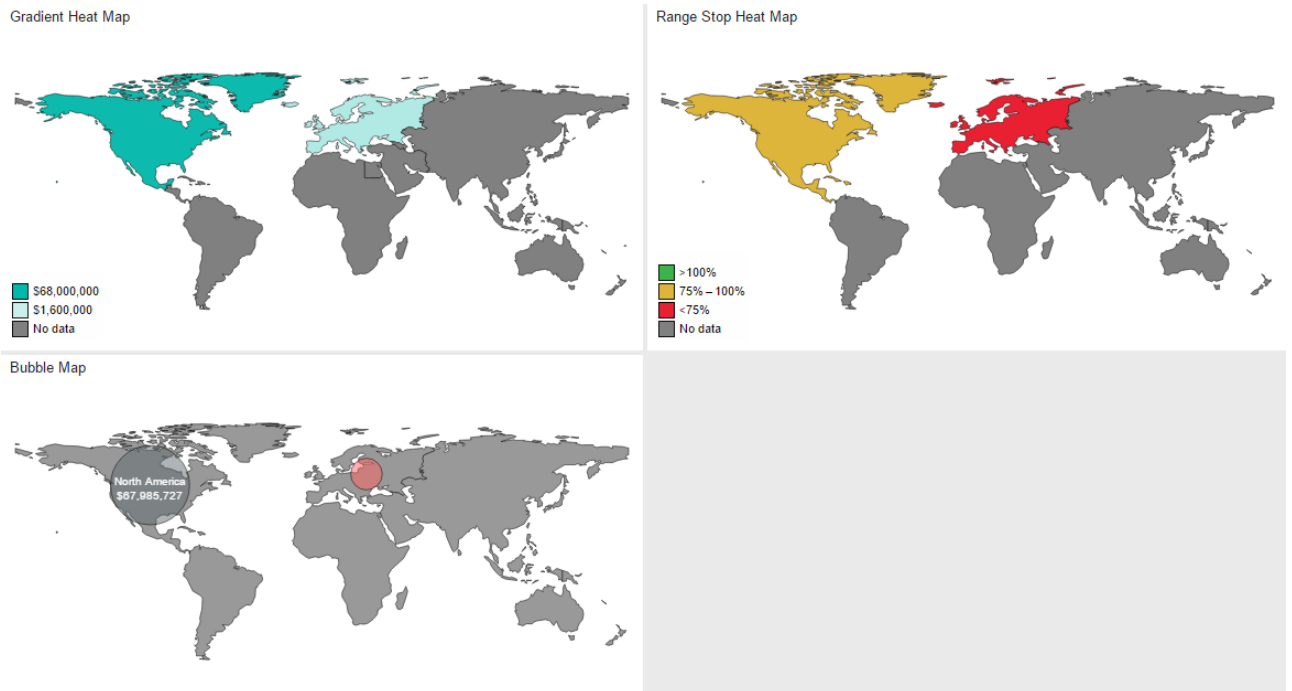 Gradient Heat Map
$68,000,000
$1,600,000
No data
Range Stop Heat Map
>100%
75% – 100%
<75%
No data
Bubble Map
North America
$67,985,727